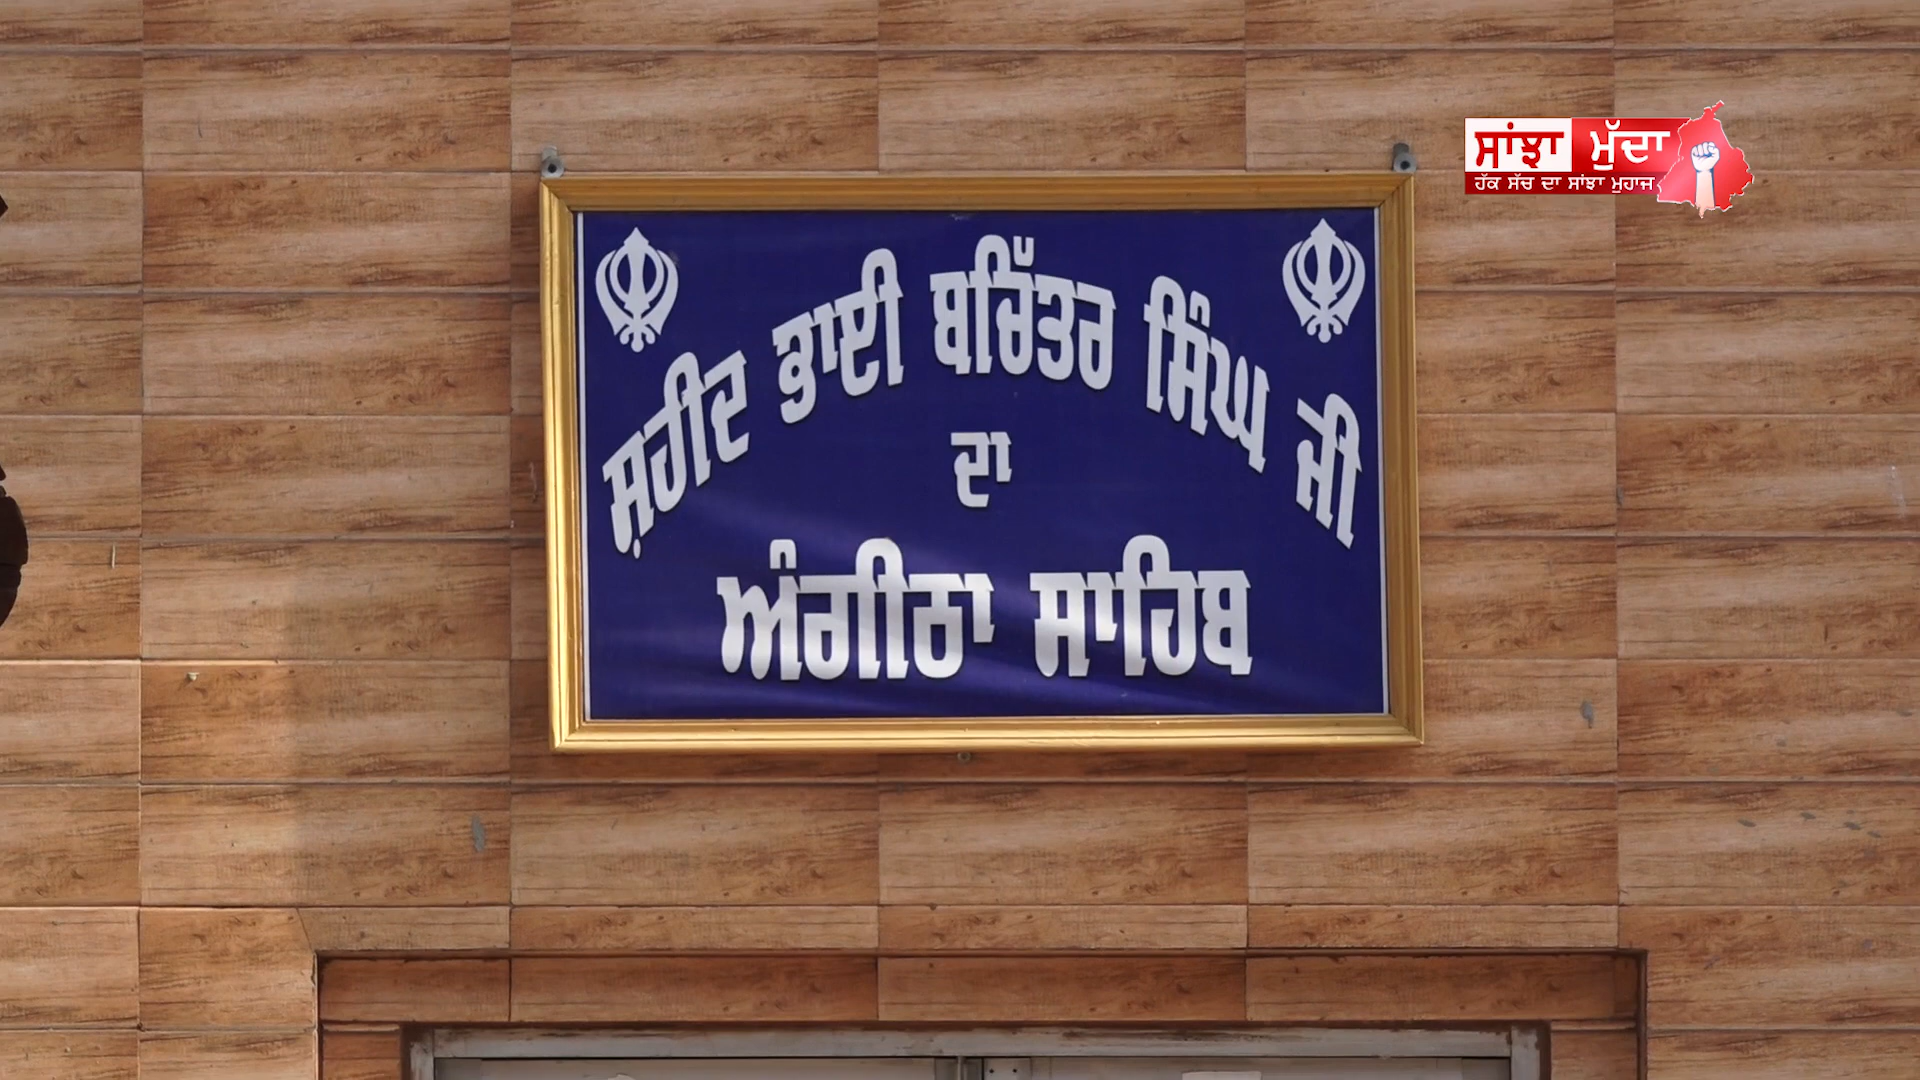 ਸਾਂਝਾ ਮੁੱਦਾ
ਹੱਕ ਸੱਚ ਦਾ ਸਾਂਝਾ ਮੁਹਾਜ
ਸ਼ਹੀਦ ਭਾਈ ਬਚਿੱਤਰ ਸਿੰਘ ਜੀ
ਦਾ
ਅੰਗੀਠਾ ਸਾਹਿਬ